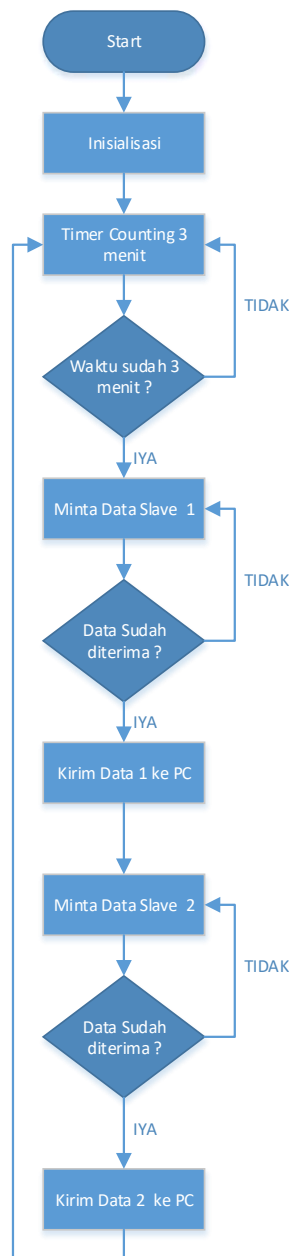 Start
Inisialisasi
Timer Counting 3
menit
TIDAK
Waktu sudah 3
menit ?
IYA
Minta Data Slave 1
TIDAK
Data Sudah
diterima ?
IYA
Kirim Data 1 ke PC
Minta Data Slave 2
TIDAK
Data Sudah
diterima ?
IYA
Kirim Data 2 ke PC